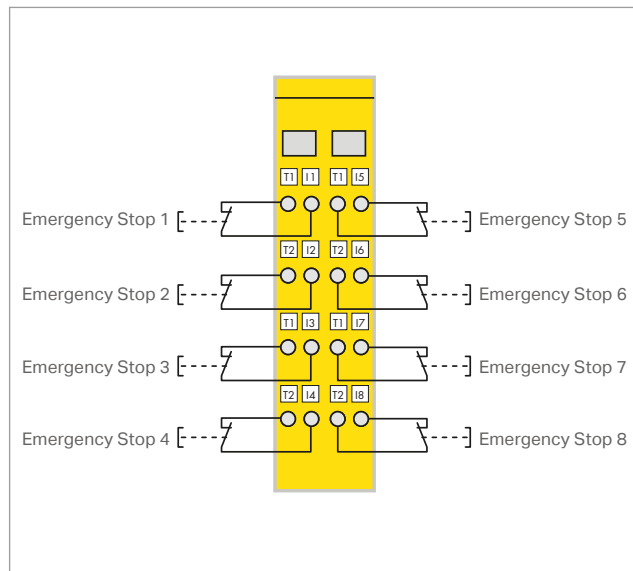 T1 I1 T1 I5
Emergency Stop 1
Emergency Stop 5
T2 I2 T2 I6
Emergency Stop 2
Emergency Stop 6
T1 I3 T1 I7
Emergency Stop 3
Emergency Stop 7
T2 I4 T2 I8
Emergency Stop 4
Emergency Stop 8